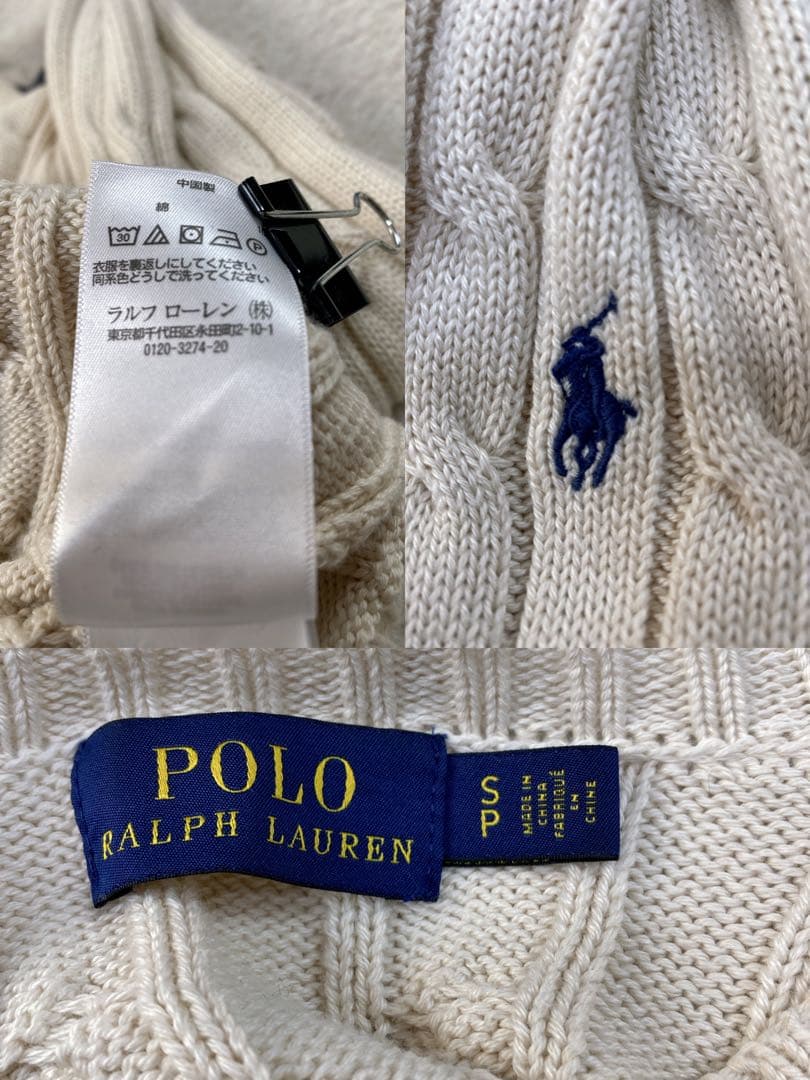 中国製
綿
30
P
衣服を裏返しにしてください
同系色どうしで洗ってください
ラルフ ローレン (株)
東京都千代田区永田町2-10-1
0120-3274-20
POLO
RALPH LAUREN
S
P
MADE IN
CHINA
FABRIQUÉ
EN
CHINE